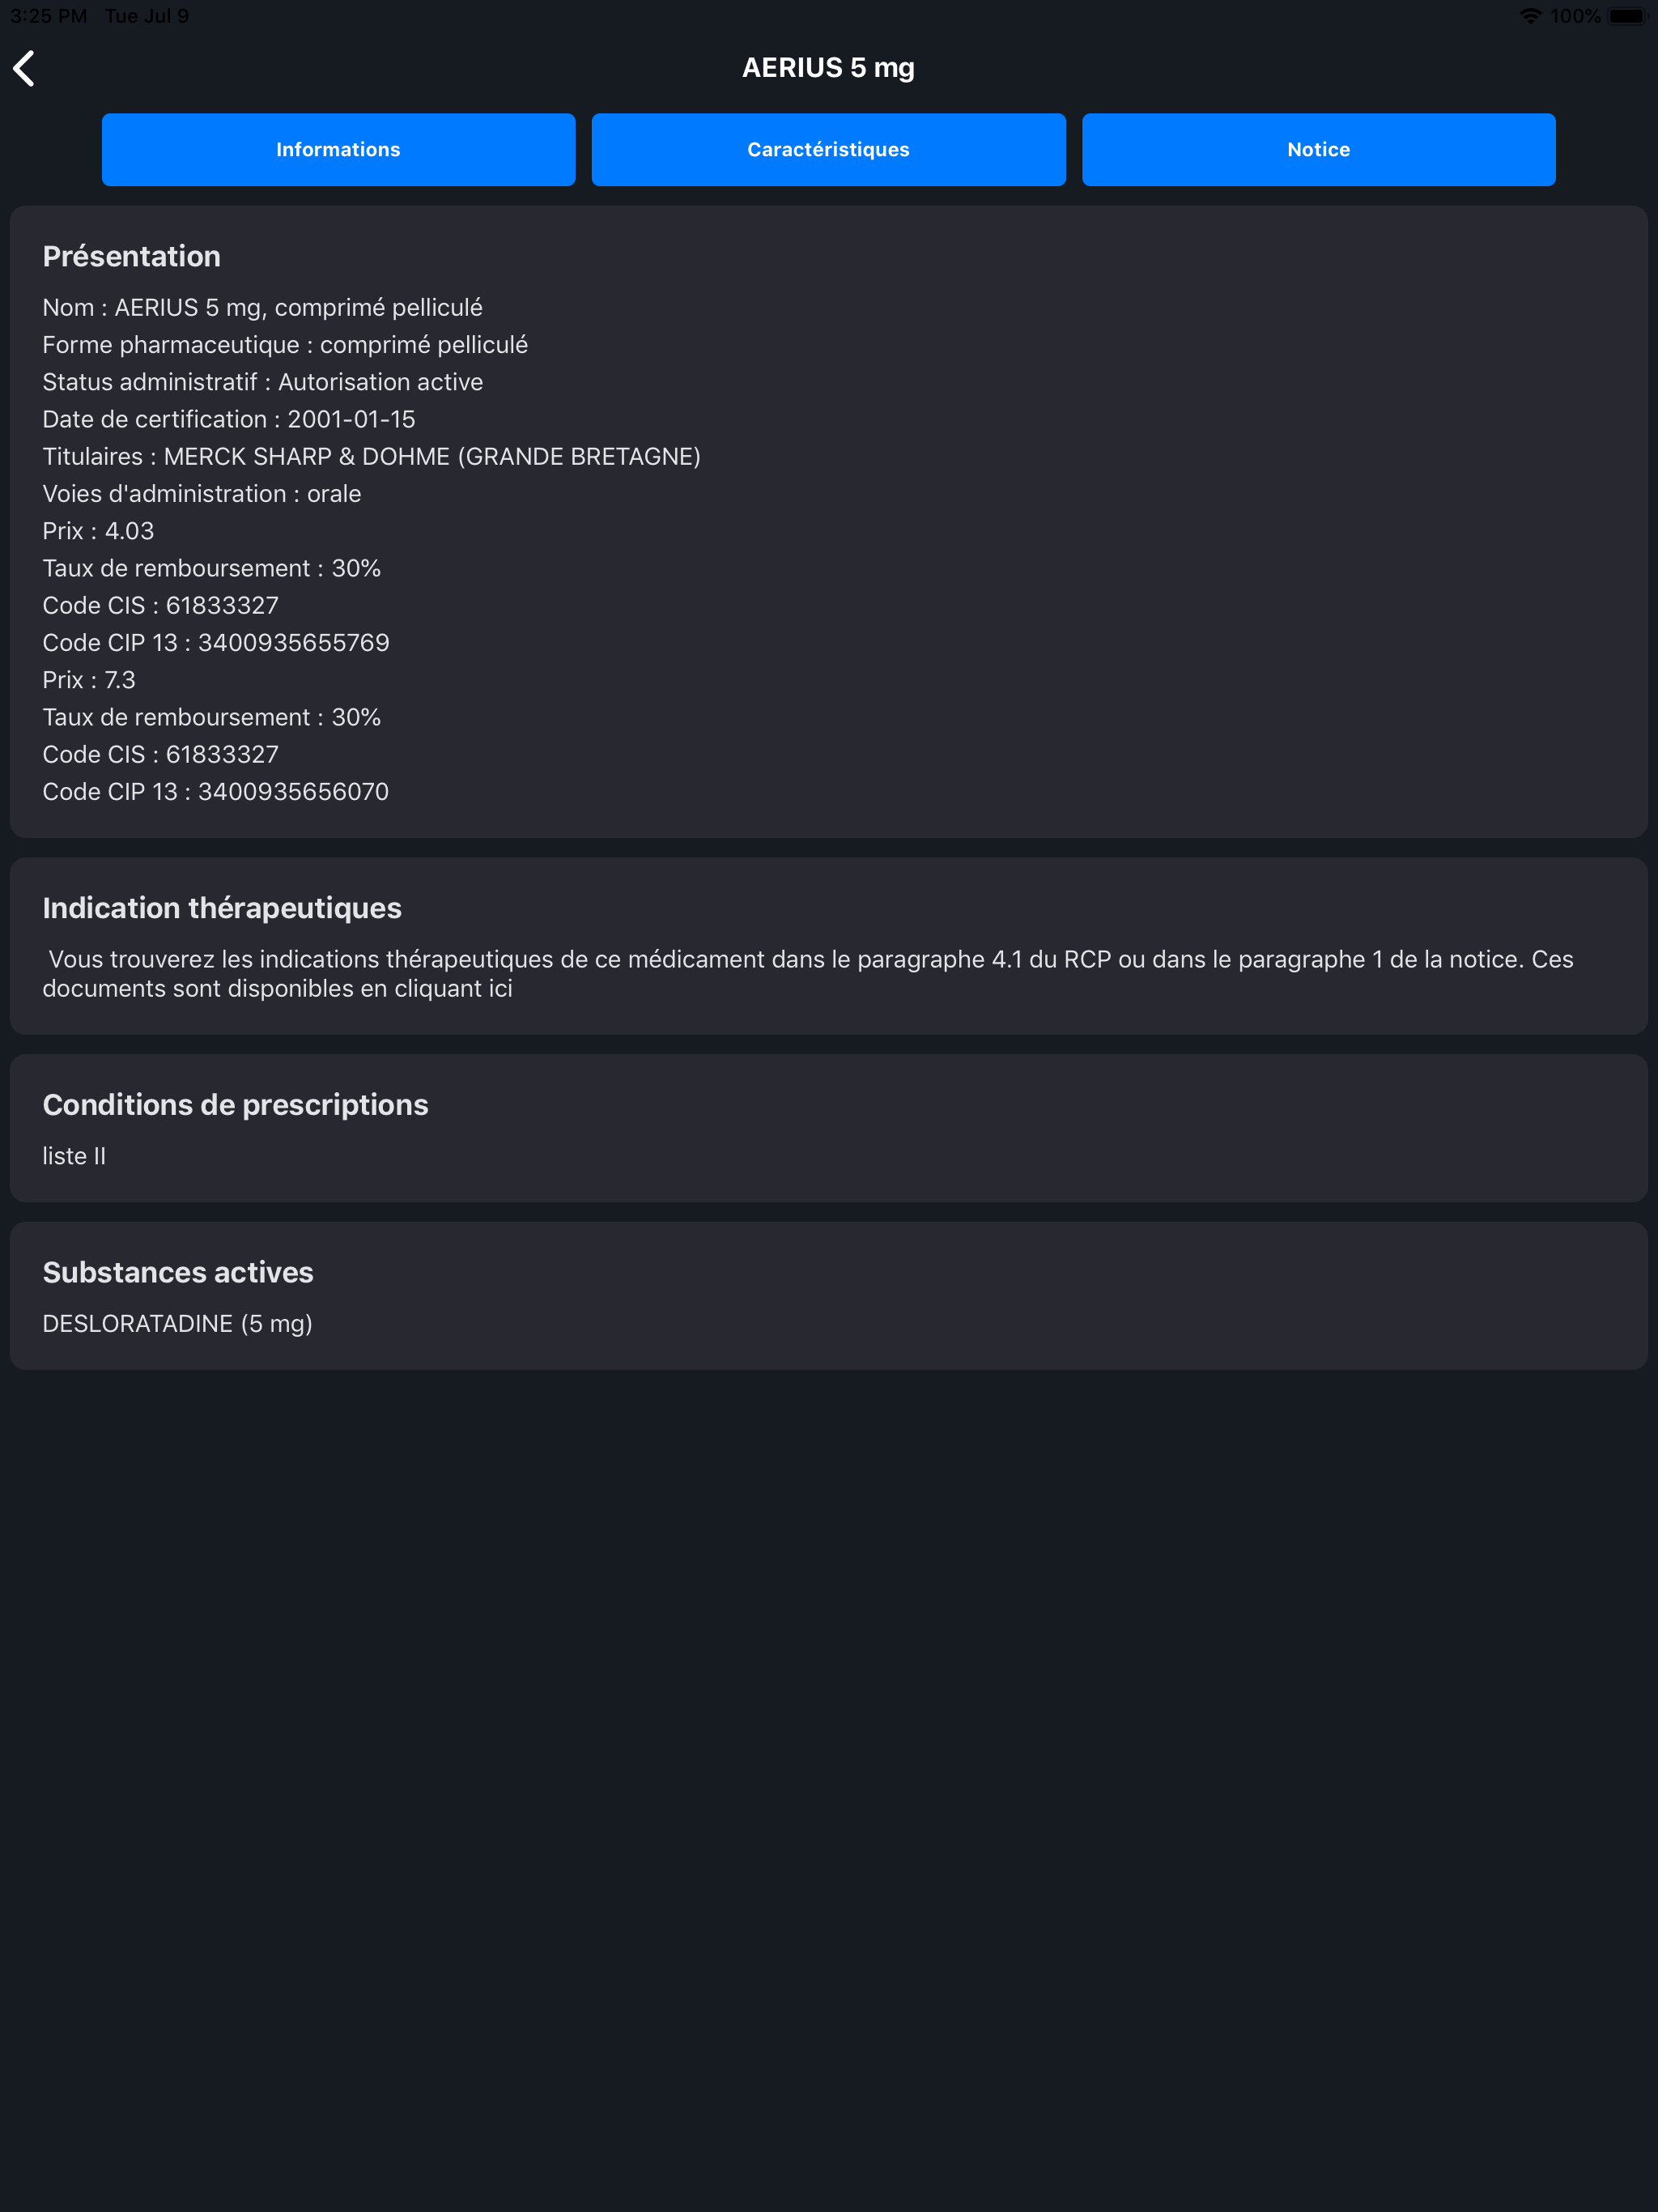 3:25 PM Tue Jul 9
100%
AERIUS 5 mg
Informations
Caractéristiques
Notice
Présentation
Nom : AERIUS 5 mg, comprimé pelliculé
Forme pharmaceutique : comprimé pelliculé
Status administratif : Autorisation active
Date de certification : 2001-01-15
Titulaires : MERCK SHARP & DOHME (GRANDE BRETAGNE)
Voies d'administration : orale
Prix : 4.03
Taux de remboursement : 30%
Code CIS : 61833327
Code CIP 13 : 3400935655769
Prix : 7.3
Taux de remboursement : 30%
Code CIS : 61833327
Code CIP 13 : 3400935656070
Indication thérapeutiques
Vous trouverez les indications thérapeutiques de ce médicament dans le paragraphe 4.1 du RCP ou dans le paragraphe 1 de la notice. Ces
documents sont disponibles en cliquant ici
Conditions de prescriptions
liste II
Substances actives
DESLORATADINE (5 mg)